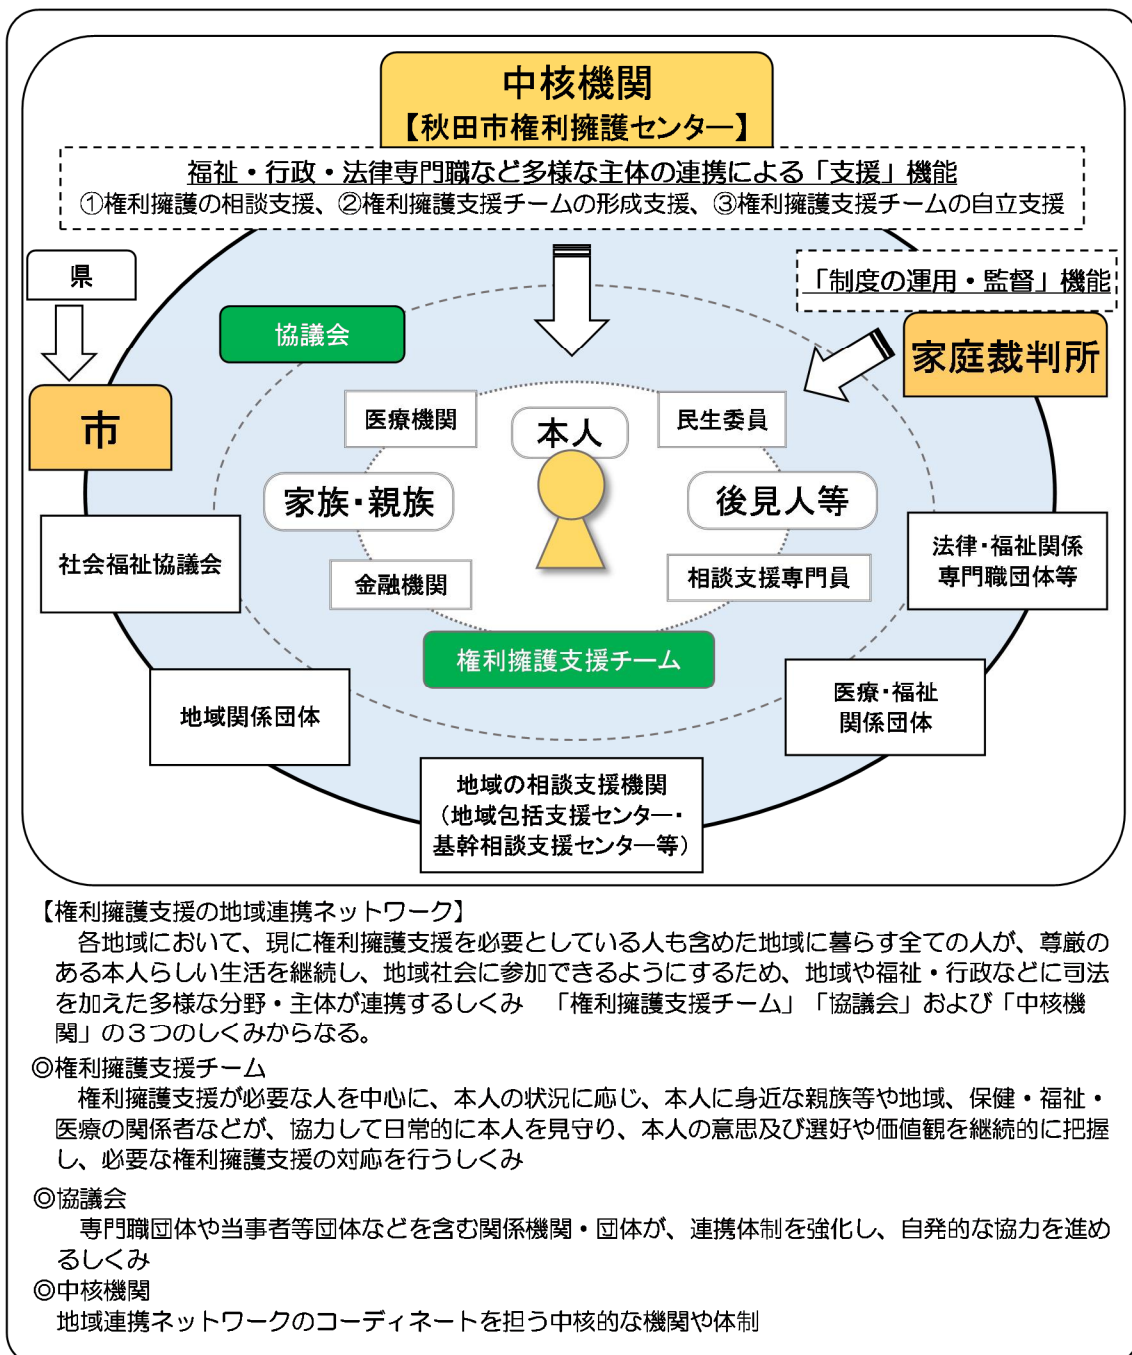 中核機関
【秋田市権利擁護センター】
福祉・行政・法律専門職など多様な主体の連携による「支援」機能
①権利擁護の相談支援、②権利擁護支援チームの形成支援、③権利擁護支援チームの自立支援
県
「制度の運用・監督」機能
協議会
家庭裁判所
市
医療機関
本人
民生委員
家族・親族
後見人等
社会福祉協議会
金融機関
相談支援専門員
法律・福祉関係
専門職団体等
権利擁護支援チーム
地域関係団体
医療・福祉
関係団体
地域の相談支援機関
（地域包括支援センター・
基幹相談支援センター等）
【権利擁護支援の地域連携ネットワーク】
各地域において、現に権利擁護支援を必要としている人も含めた地域に暮らす全ての人が、尊厳の
ある本人らしい生活を継続し、地域社会に参加できるようにするため、地域や福祉・行政などに司法
を加えた多様な分野・主体が連携するしくみ　「権利擁護支援チーム」「協議会」および「中核機
関」の３つのしくみからなる。
◎権利擁護支援チーム
権利擁護支援が必要な人を中心に、本人の状況に応じ、本人に身近な親族等や地域、保健・福祉・
医療の関係者などが、協力して日常的に本人を見守り、本人の意思及び選好や価値観を継続的に把握
し、必要な権利擁護支援の対応を行うしくみ
◎協議会
専門職団体や当事者等団体などを含む関係機関・団体が、連携体制を強化し、自発的な協力を進め
るしくみ
◎中核機関
地域連携ネットワークのコーディネートを担う中核的な機関や体制